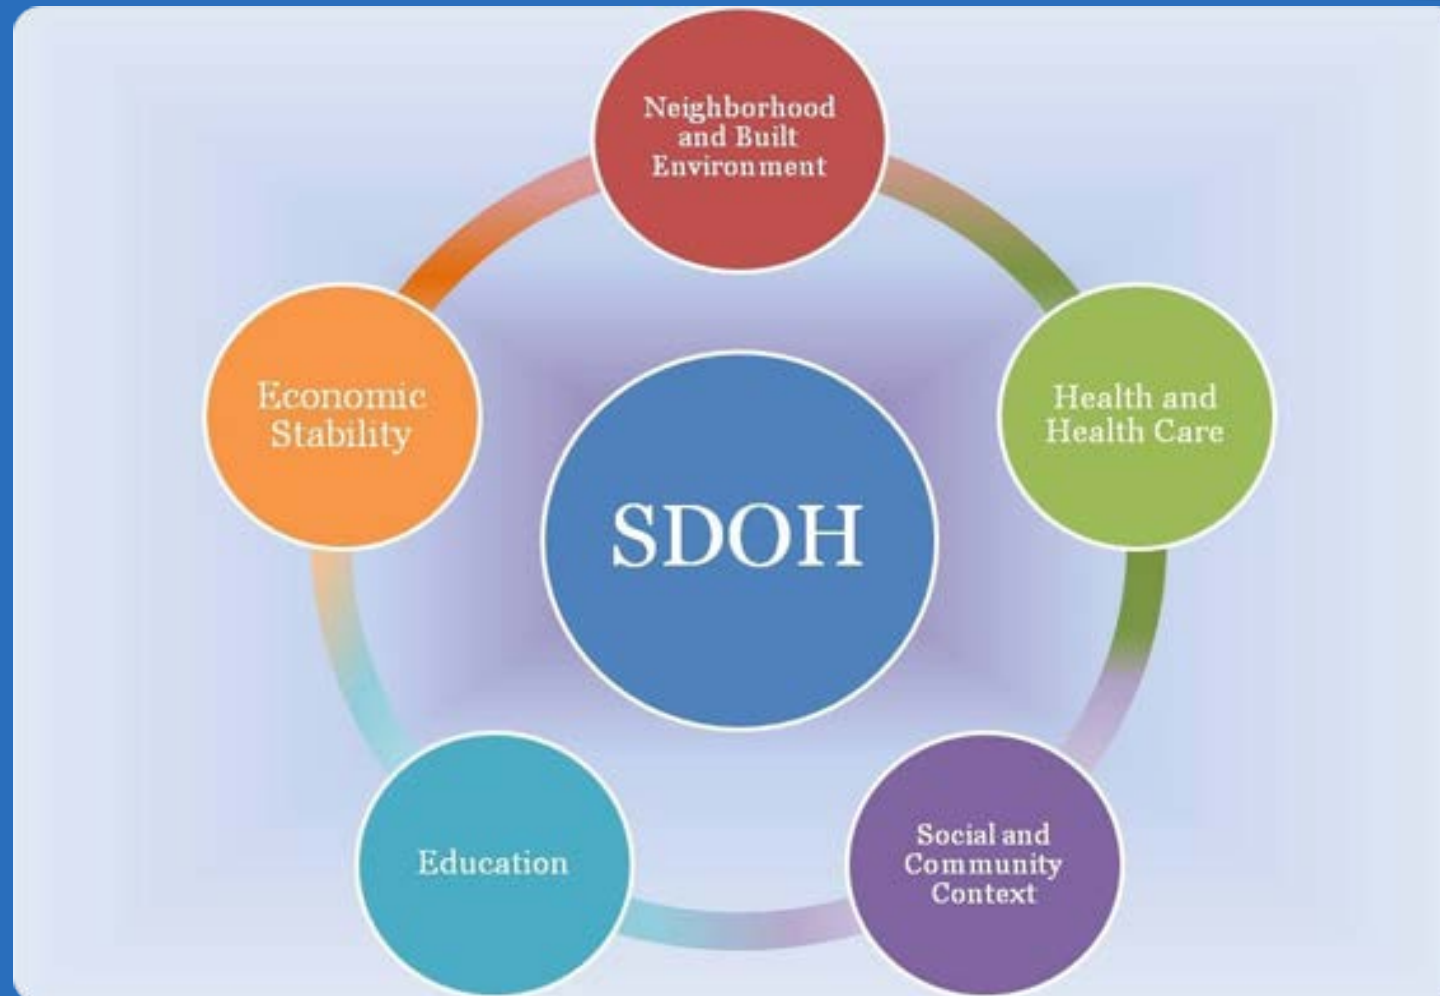 Neighborhood
and Built
Environment
Economic
Stability
Health and
Health Care
SDOH
Education
Social and
Community
Context